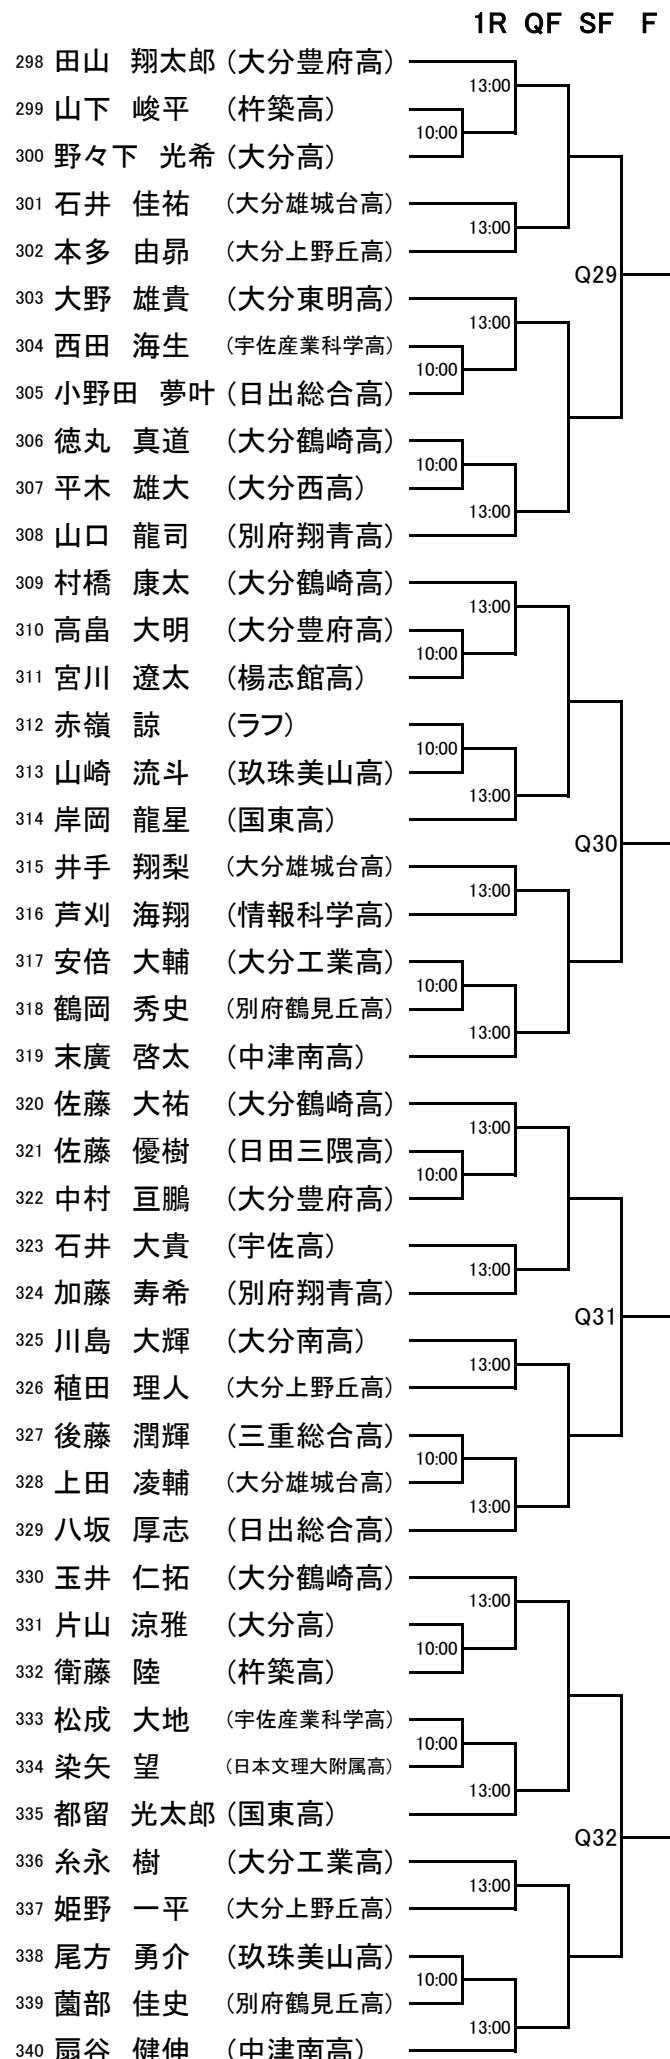 1R QF SF F
298 田山 翔太郎 (大分豊府高)
13:00
299 山下 峻平 (杵築高)
10:00
300 野々下 光希 (大分高)
301 石井 佳祐 (大分雄城台高)
13:00
302 本多 由昴 (大分上野丘高)
Q29
303 大野 雄貴 (大分東明高)
13:00
304 西田 海生 (宇佐産業科学高)
10:00
305 小野田 夢叶 (日出総合高)
306 徳丸 真道 (大分鶴崎高)
10:00
307 平木 雄大 (大分西高)
13:00
308 山口 龍司 (別府翔青高)
309 村橋 康太 (大分鶴崎高)
13:00
310 高畠 大明 (大分豊府高)
10:00
311 宮川 遼太 (楊志館高)
312 赤嶺 諒 (ラフ)
10:00
313 山崎 流斗 (玖珠美山高)
13:00
314 岸岡 龍星 (国東高)
Q30
315 井手 翔梨 (大分雄城台高)
13:00
316 芦刈 海翔 (情報科学高)
317 安倍 大輔 (大分工業高)
10:00
318 鶴岡 秀史 (別府鶴見丘高)
13:00
319 末廣 啓太 (中津南高)
320 佐藤 大祐 (大分鶴崎高)
13:00
321 佐藤 優樹 (日田三隈高)
10:00
322 中村 亘鵬 (大分豊府高)
323 石井 大貴 (宇佐高)
13:00
324 加藤 寿希 (別府翔青高)
Q31
325 川島 大輝 (大分南高)
13:00
326 稙田 理人 (大分上野丘高)
327 後藤 潤輝 (三重総合高)
10:00
328 上田 凌輔 (大分雄城台高)
13:00
329 八坂 厚志 (日出総合高)
330 玉井 仁拓 (大分鶴崎高)
13:00
331 片山 涼雅 (大分高)
10:00
332 衛藤 陸 (杵築高)
333 松成 大地 (宇佐産業科学高)
10:00
334 染矢 望 (日本文理大附属高)
13:00
335 都留 光太郎 (国東高)
Q32
336 糸永 樹 (大分工業高)
13:00
337 姫野 一平 (大分上野丘高)
338 尾方 勇介 (玖珠美山高)
10:00
339 薗部 佳史 (別府鶴見丘高)
13:00
340 扇谷 健伸 (中津南高)